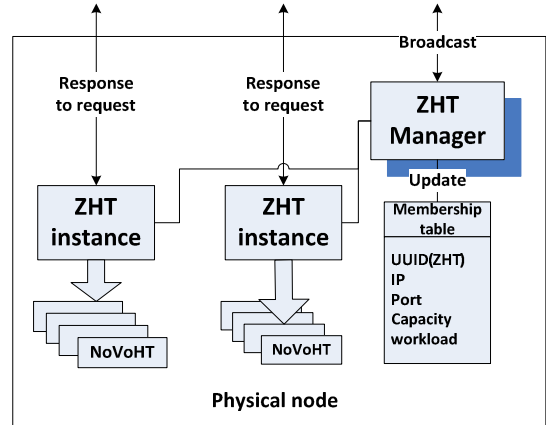 Broadcast
Response
to request
Response
to request
ZHT
Manager
Update
ZHT
instance
ZHT
instance
Membership
table
UUID(ZHT)
IP
Port
Capacity
workload
NoVoHT
NoVoHT
Physical node